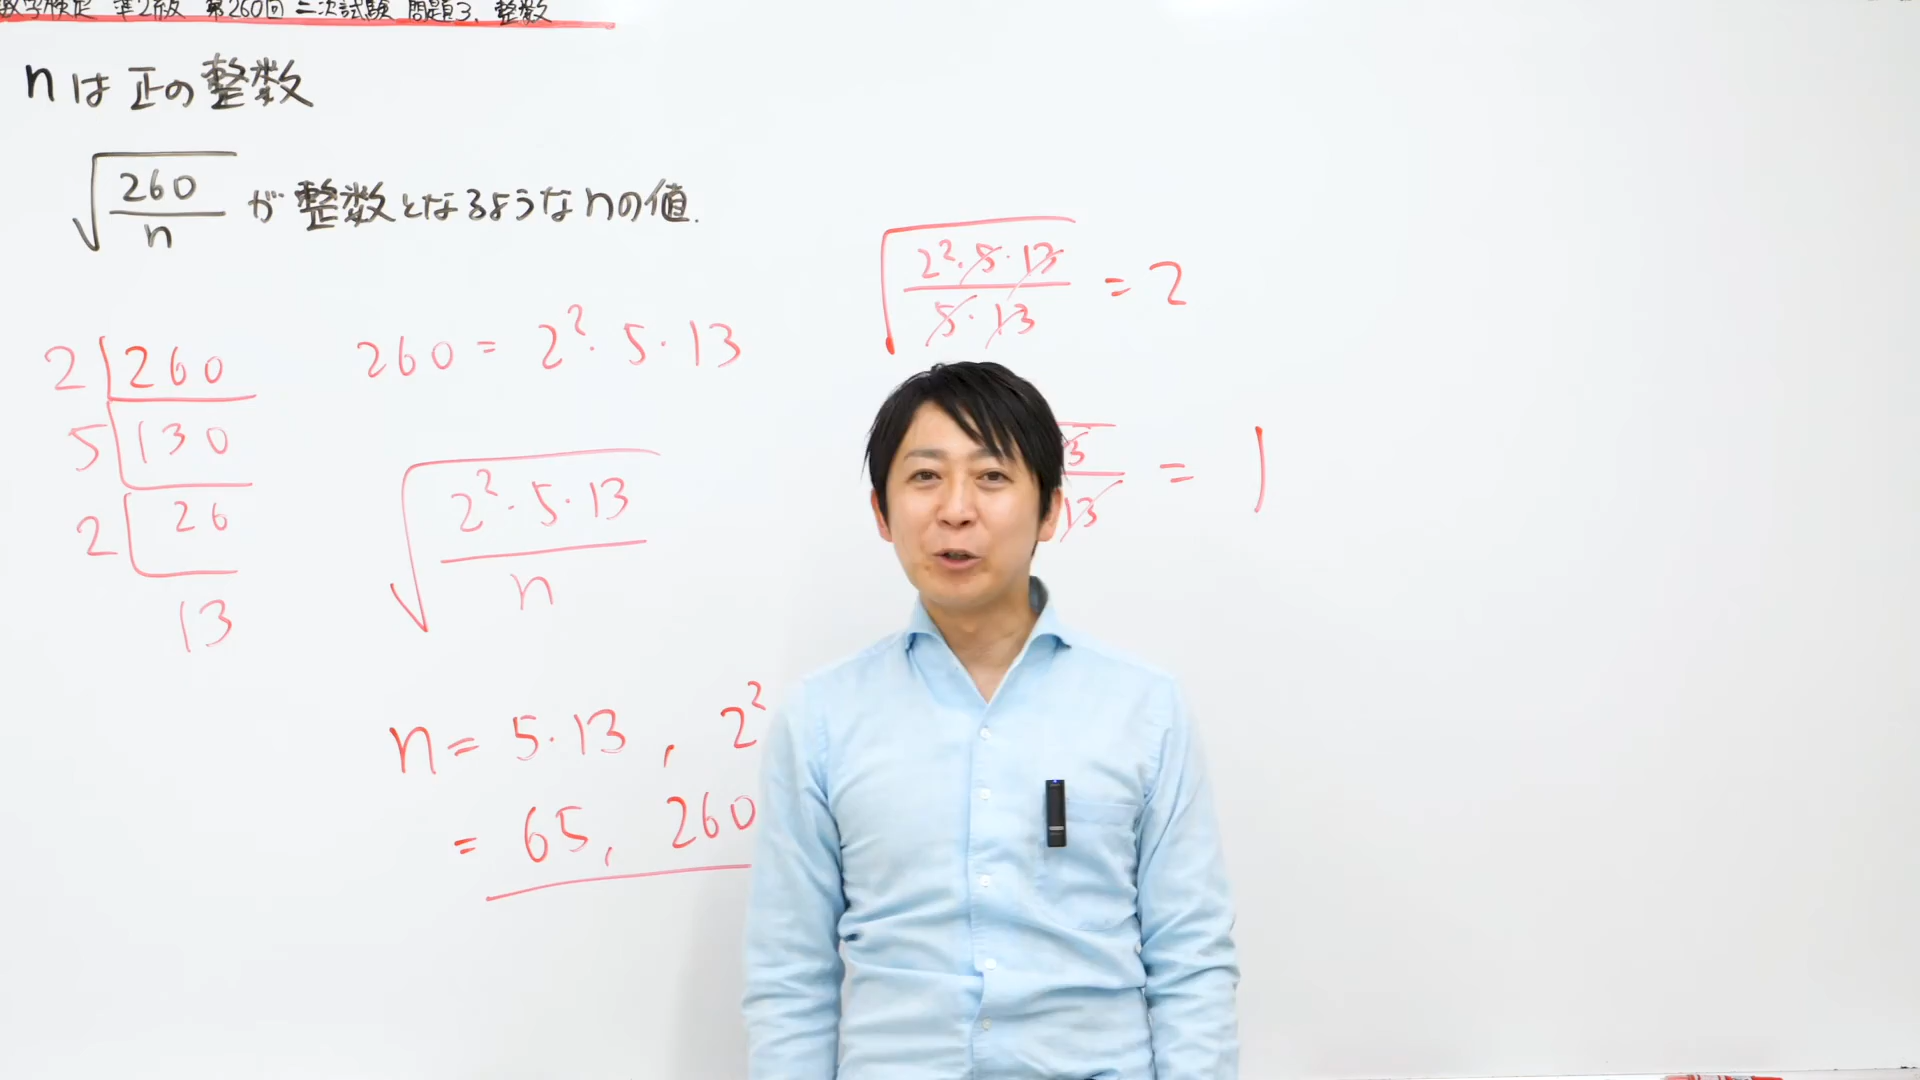 数学検定 準2級 第260回 二次試験 問題3. 整数
nは正の整数
√(260/n) が整数となるようなnの値.
2 260
5 130
2 26
13
260 = 2²・5・13
√(2²・5・13/n)
n = 5・13 , 2²
= 65, 260
√(2²・5・13/5・13) = 2
13
13 = 1